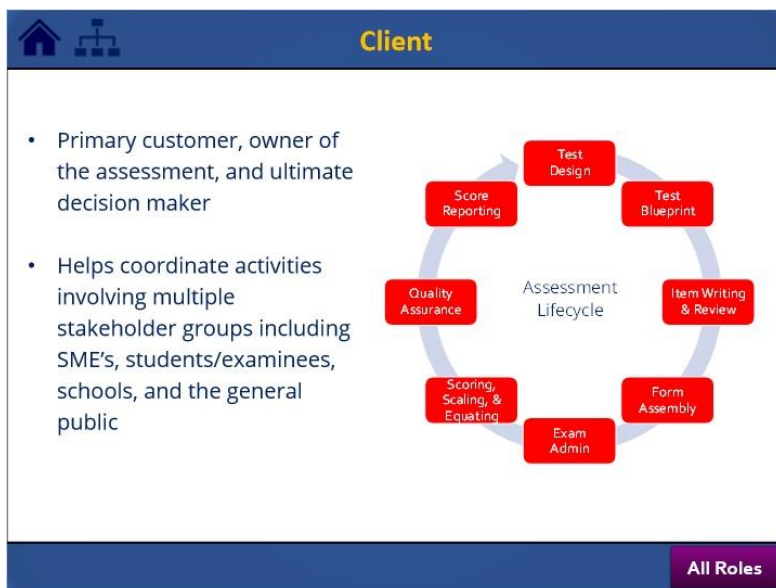 Client
• Primary customer, owner of
the assessment, and ultimate
decision maker
• Helps coordinate activities
involving multiple
stakeholder groups including
SME's, students/examinees,
schools, and the general
public
Test
Design
Test
Blueprint
Item Writing
& Review
Form
Assembly
Exam
Admin
Scoring,
Scaling, &
Equating
Quality
Assurance
Score
Reporting
Assessment
Lifecycle
All Roles